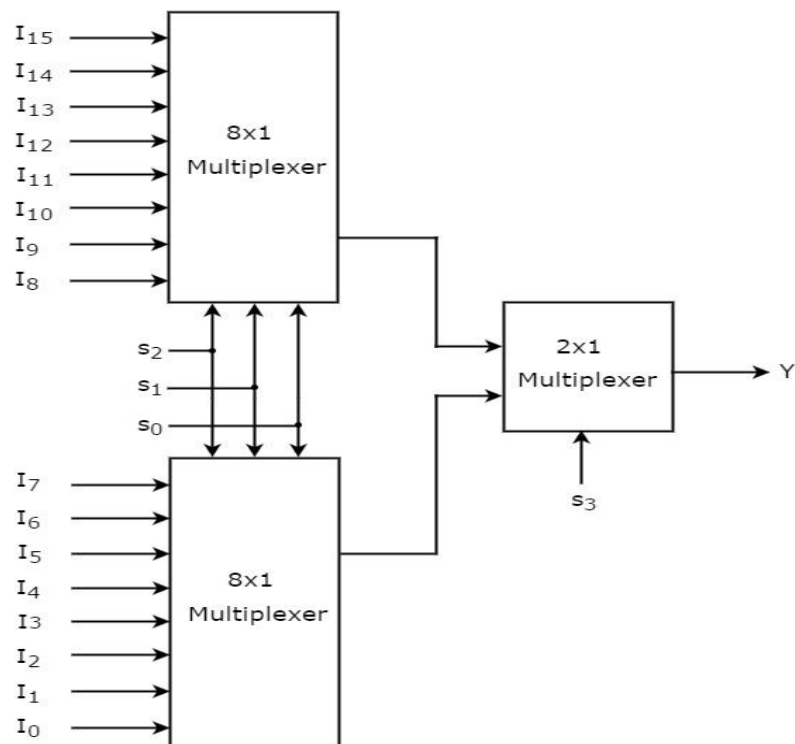 I₁₅
I₁₄
I₁₃
I₁₂
I₁₁
I₁₀
I₉
I₈
8x1
Multiplexer
s₂
s₁
s₀
2x1
Multiplexer
Y
s₃
I₇
I₆
I₅
I₄
I₃
I₂
I₁
I₀
8x1
Multiplexer